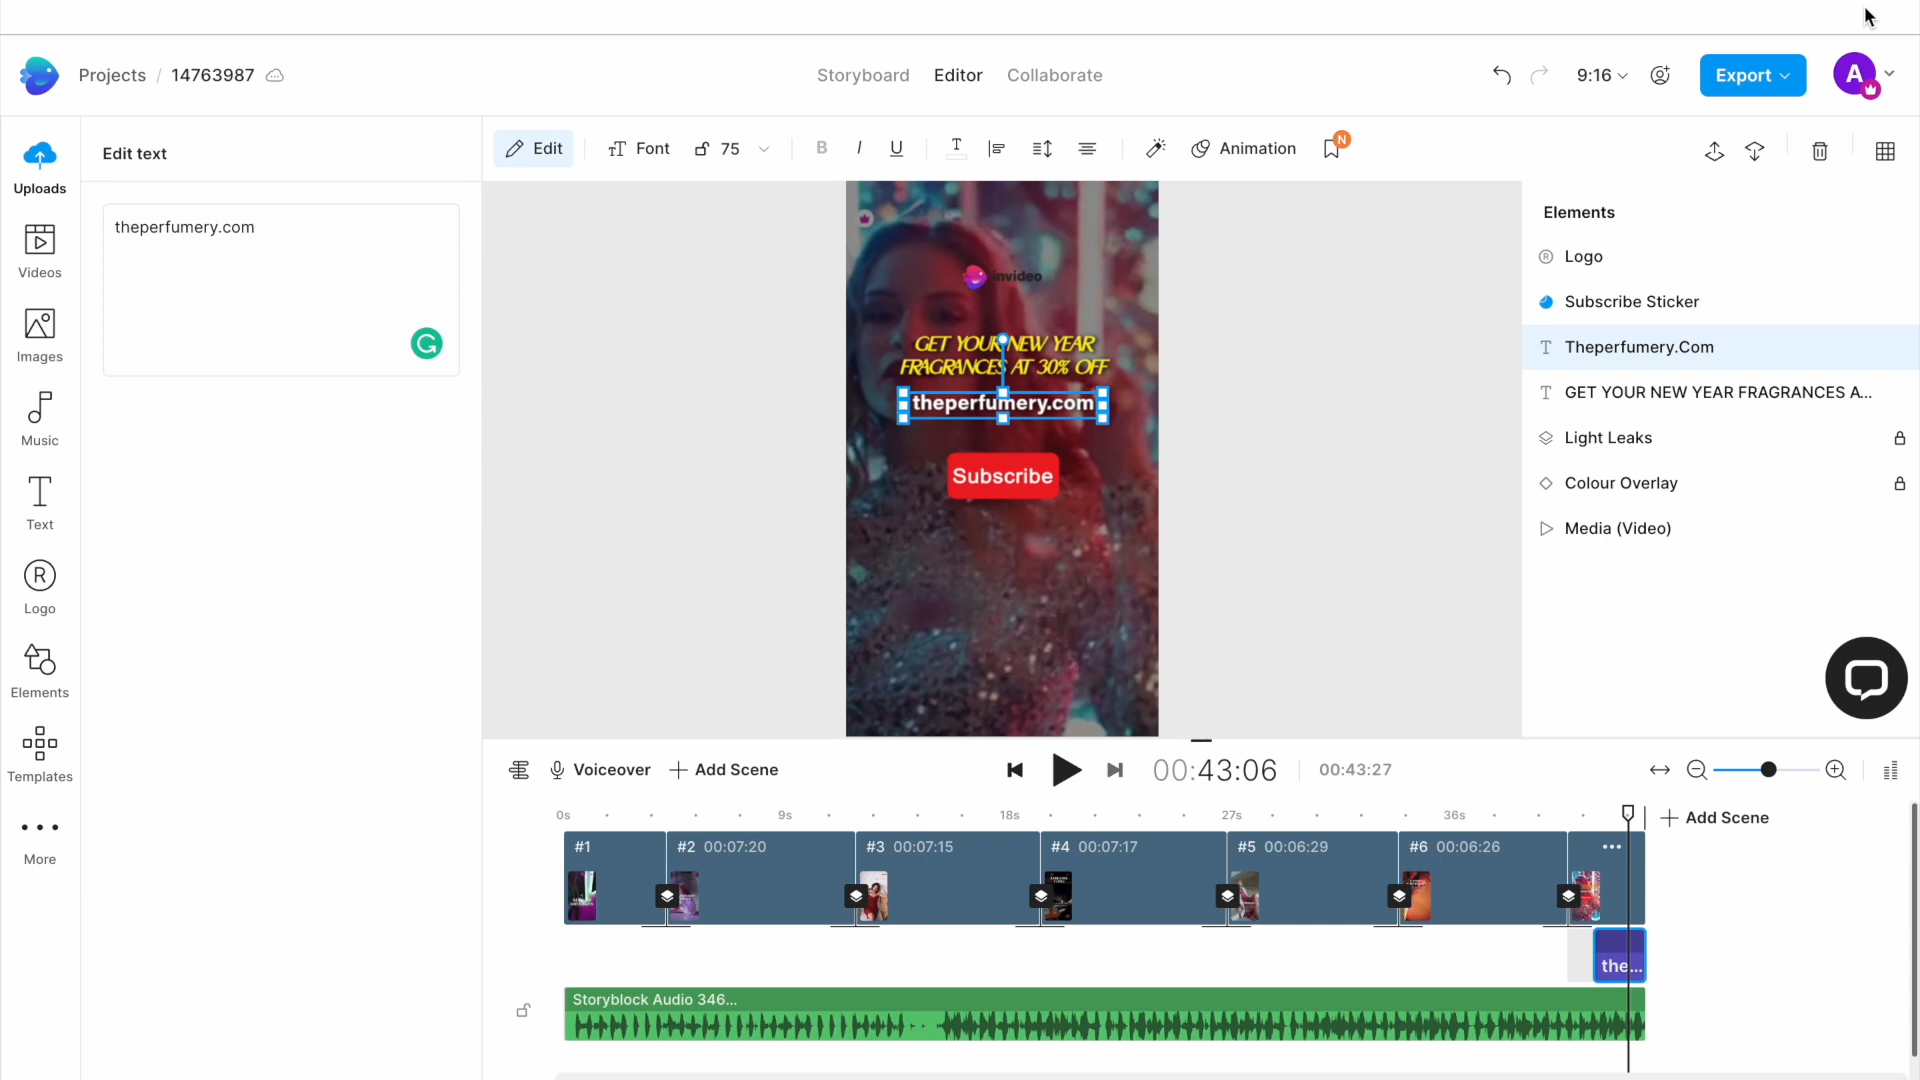 Projects / 14763987
Storyboard Editor Collaborate
9:16
Export
A
Uploads
Videos
Images
Music
Text
R
Logo
Elements
Templates
More
Edit text
theperfumery.com
Edit
Font
75
B I U
Animation
N
invideo
GET YOUR NEW YEAR
FRAGRANCES AT 30% OFF
theperfumery.com
Subscribe
Elements
Logo
Subscribe Sticker
Theperfumery.Com
GET YOUR NEW YEAR FRAGRANCES A...
Light Leaks
Colour Overlay
Media (Video)
Voiceover
Add Scene
00:43:06
00:43:27
0s 9s 18s 27s 36s
Add Scene
#1
#2 00:07:20
#3 00:07:15
#4 00:07:17
#5 00:06:29
#6 00:06:26
the...
Storyblock Audio 346...